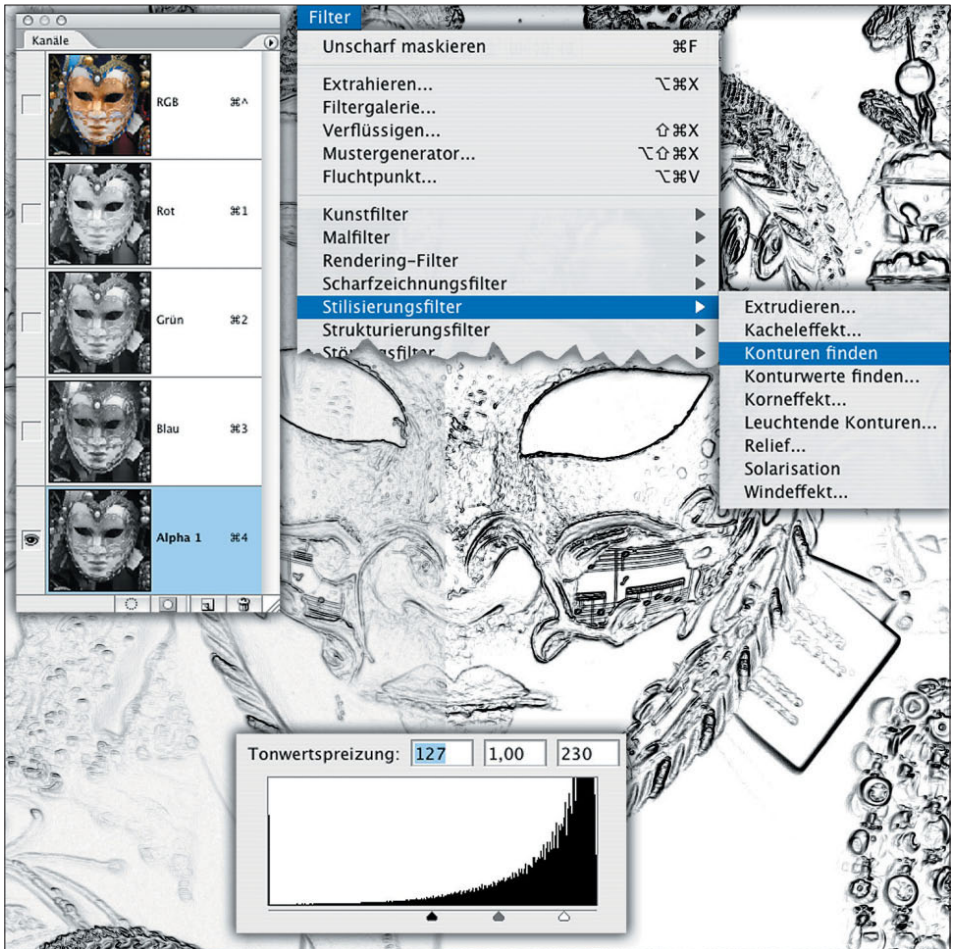 Kanäle
RGB ⌘^
Rot ⌘1
Grün ⌘2
Blau ⌘3
Alpha 1 ⌘4
Filter
Unscharf maskieren ⌘F
Extrahieren... ⌥⌘X
Filtergalerie...
Verflüssigen... ⇧⌘X
Mustergenerator... ⌥⇧⌘X
Fluchtpunkt... ⌥⌘V
Kunstfilter
Malfilter
Rendering-Filter
Scharfzeichnungsfilter
Stilisierungsfilter
Strukturierungsfilter
Extrudieren...
Kacheleffekt...
Konturen finden
Konturwerte finden...
Korneffekt...
Leuchtende Konturen...
Relief...
Solarisation
Windeffekt...
Tonwertspreizung: 127 1,00 230